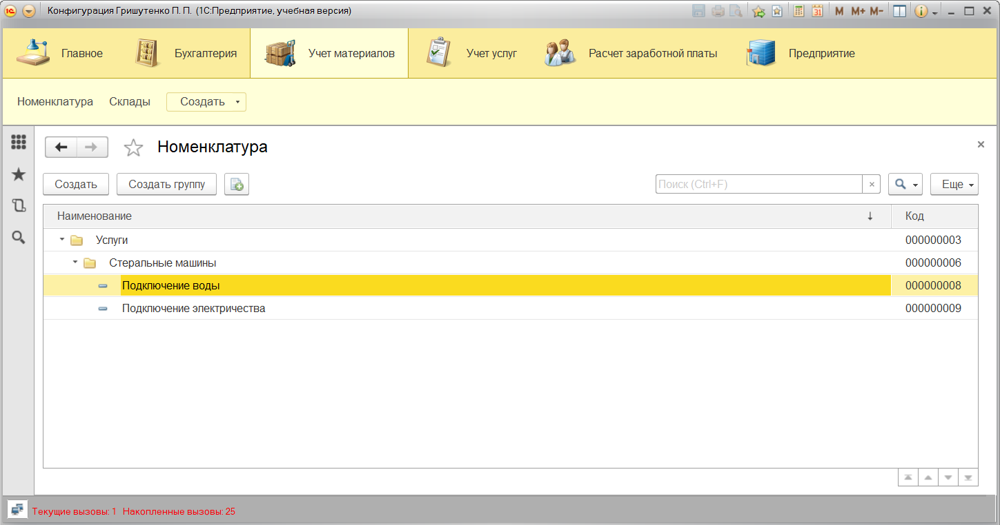 Конфигурация Гришутенко П. П. (1С:Предприятие, учебная версия)
31 M M+ M-
Главное Бухгалтерия Учет материалов Учет услуг Расчет заработной платы Предприятие
Номенклатура Склады Создать
Номенклатура
Создать Создать группу Поиск (Ctrl+F) × Еще
Наименование ↓ Код
Услуги 000000003
Стеральные машины 000000006
Подключение воды 000000008
Подключение электричества 000000009
Текущие вызовы: 1 Накопленные вызовы: 25